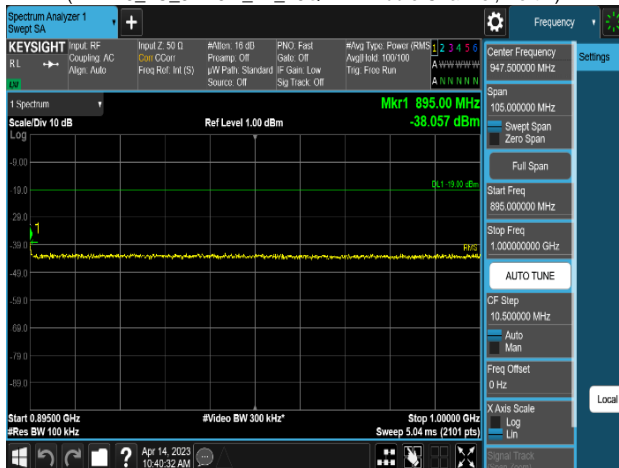 Spectrum Analyzer 1
Swept SA
Frequency
Settings
KEYSIGHT
RL
Input: RF
Coupling: AC
Align: Auto
Input Z: 50 Ω
Corr CCorr
Freq Ref: Int (S)
#Atten: 16 dB
Preamp: Off
µW Path: Standard
Source: Off
PNO: Fast
Gate: Off
IF Gain: Low
Sig Track: Off
#Avg Type: Power (RMS
Avg|Hold: 100/100
Trig: Free Run
1 2 3 4 5 6
A W W W W W
A N N N N N
1 Spectrum
Scale/Div 10 dB
Log
Ref Level 1.00 dBm
Mkr1 895.00 MHz
-38.057 dBm
-9.00
-19.0
DL1 -19.00 dBm
-29.0
1
-39.0
RMS
-49.0
-59.0
-69.0
-79.0
-89.0
Start 0.89500 GHz
#Res BW 100 kHz
#Video BW 300 kHz*
Stop 1.00000 GHz
Sweep 5.04 ms (2101 pts)
Center Frequency
947.500000 MHz
Span
105.000000 MHz
Swept Span
Zero Span
Full Span
Start Freq
895.000000 MHz
Stop Freq
1.000000000 GHz
AUTO TUNE
CF Step
10.500000 MHz
Auto
Man
Freq Offset
0 Hz
X Axis Scale
Log
Lin
Signal Track
Local
Apr 14, 2023
10:40:32 AM